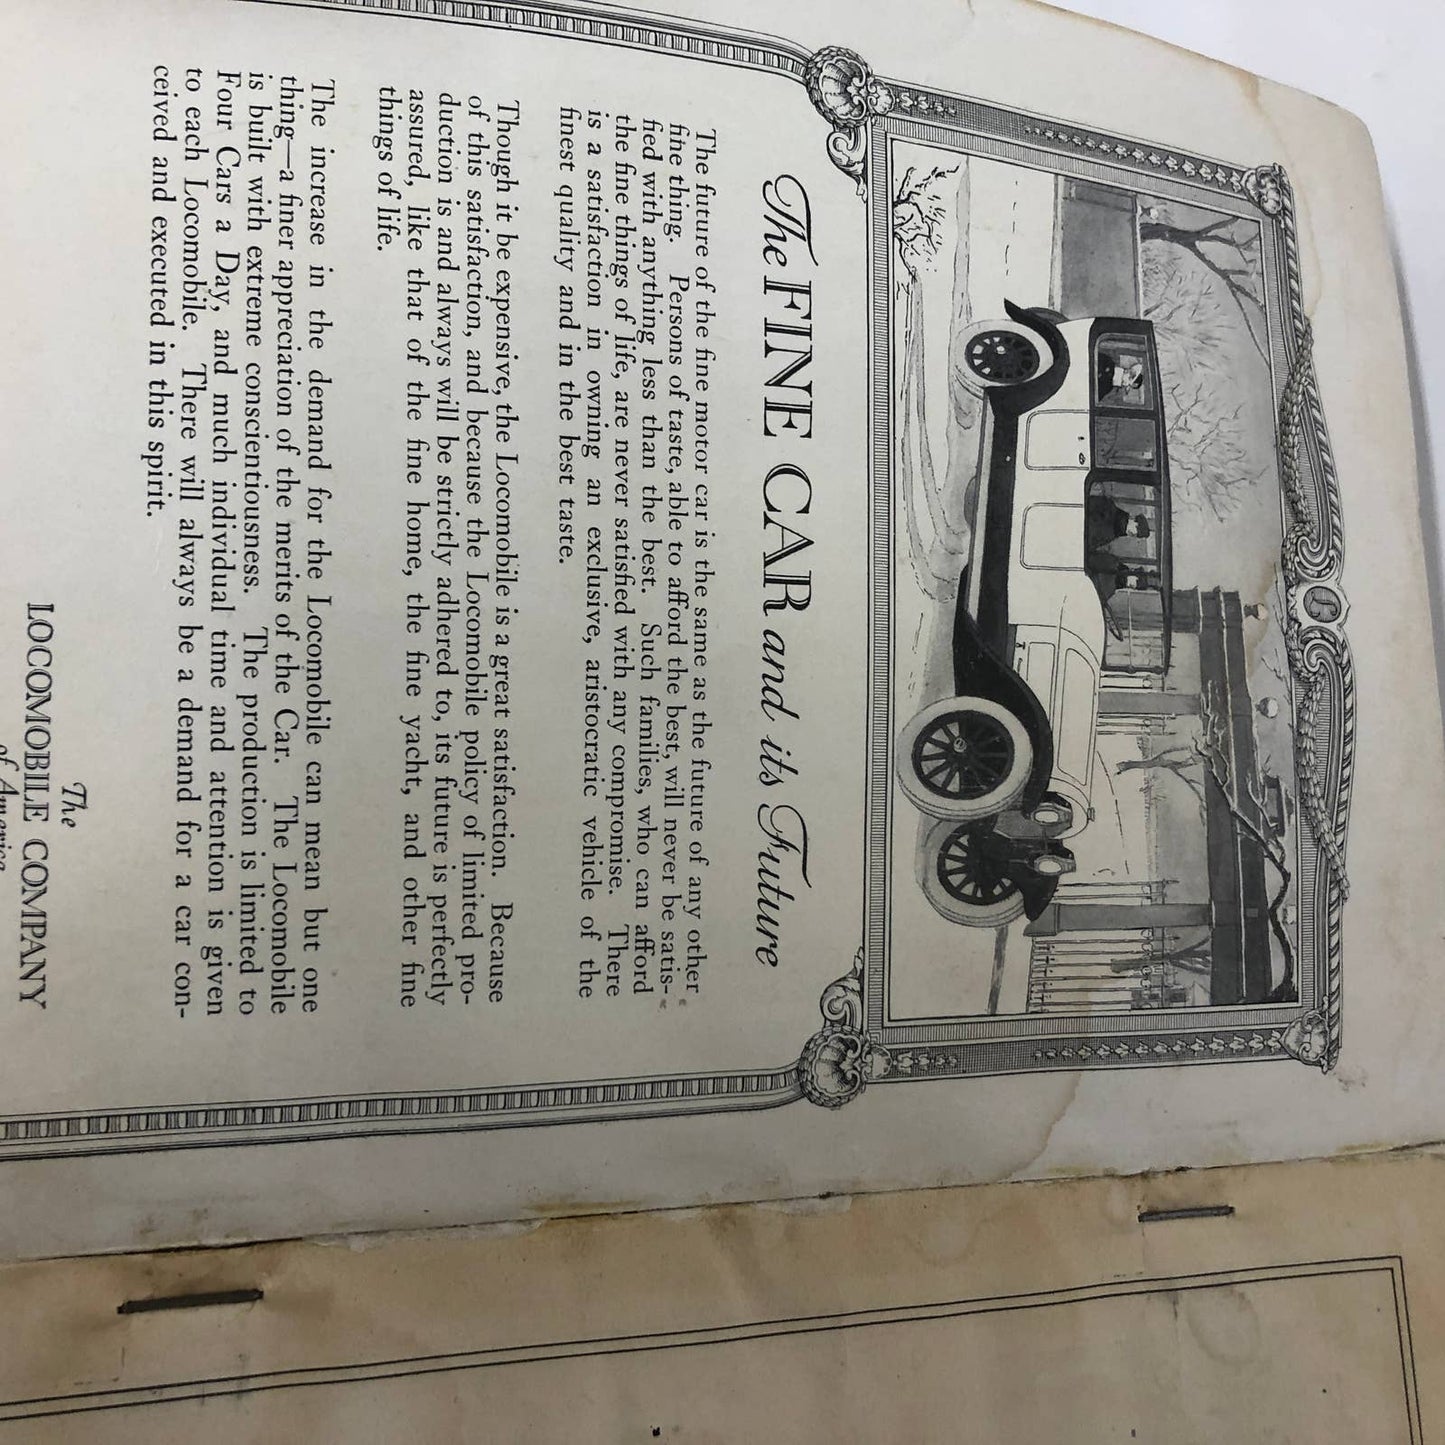 The FINE CAR and its Future
The future of the fine motor car is the same as the future of any other
fine thing. Persons of taste, able to afford the best, will never be satis-
fied with anything less than the best. Such families, who can afford
the fine things of life, are never satisfied with any compromise. There
is a satisfaction in owning an exclusive, aristocratic vehicle of the
finest quality and in the best taste.
Though it be expensive, the Locomobile is a great satisfaction. Because
of this satisfaction, and because the Locomobile policy of limited pro-
duction is and always will be strictly adhered to, its future is perfectly
assured, like that of the fine home, the fine yacht, and other fine
things of life.
The increase in the demand for the Locomobile can mean but one
thing—a finer appreciation of the merits of the Car. The Locomobile
is built with extreme conscientiousness. The production is limited to
Four Cars a Day, and much individual time and attention is given
to each Locomobile. There will always be a demand for a car con-
ceived and executed in this spirit.
The
LOCOMOBILE COMPANY
of America